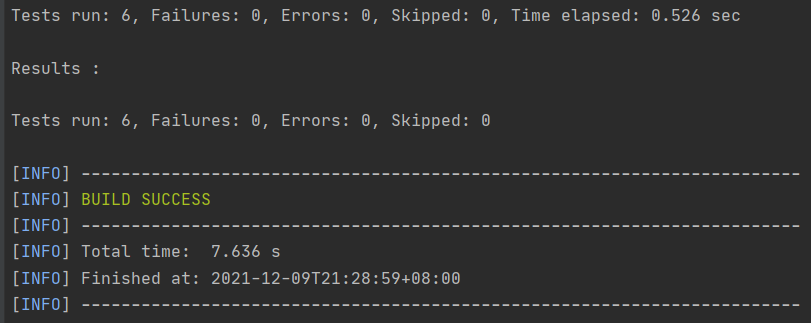 Tests run: 6, Failures: 0, Errors: 0, Skipped: 0, Time elapsed: 0.526 sec
Results :
Tests run: 6, Failures: 0, Errors: 0, Skipped: 0
[INFO] ------------------------------------------------------------------------
[INFO] BUILD SUCCESS
[INFO] ------------------------------------------------------------------------
[INFO] Total time:  7.636 s
[INFO] Finished at: 2021-12-09T21:28:59+08:00
[INFO] ------------------------------------------------------------------------